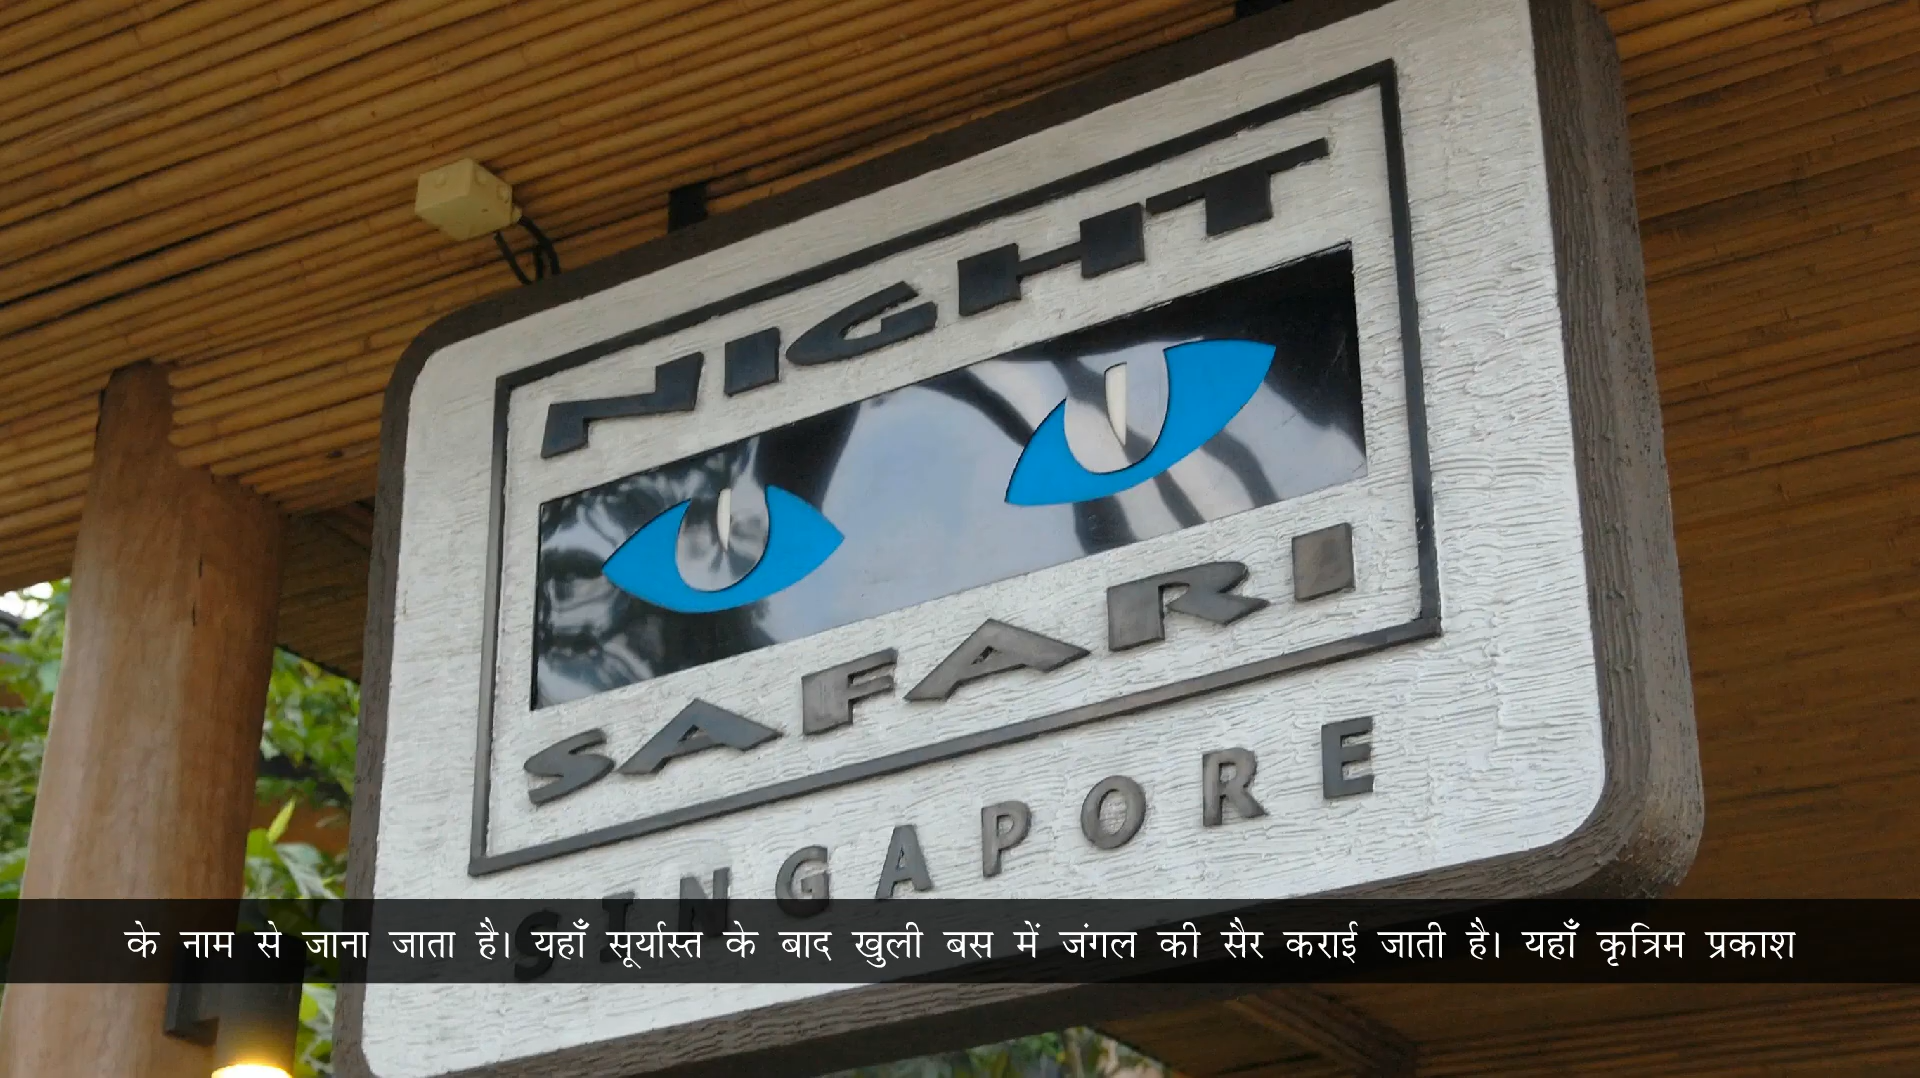 NIGHT
SAFARI
SINGAPORE
के नाम से जाना जाता है। यहाँ सूर्यास्त के बाद खुली बस में जंगल की सैर कराई जाती है। यहाँ कृत्रिम प्रकाश